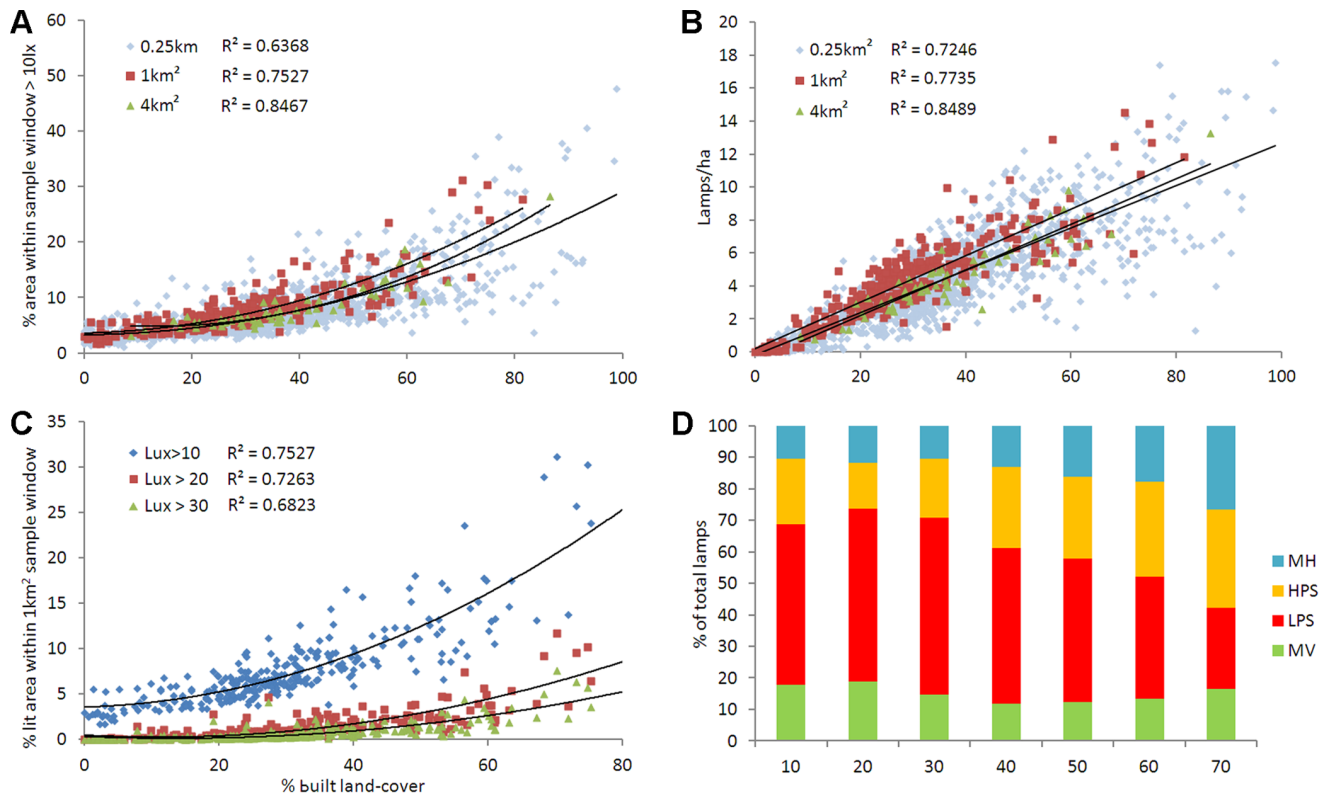 A
% area within sample window > 10lx
60
50
40
30
20
10
0
0 20 40 60 80 100
0.25km R² = 0.6368
1km² R² = 0.7527
4km² R² = 0.8467
B
Lamps/ha
20
18
16
14
12
10
8
6
4
2
0
0 20 40 60 80 100
0.25km² R² = 0.7246
1km² R² = 0.7735
4km² R² = 0.8489
C
% lit area within 1km² sample window
35
30
25
20
15
10
5
0
0 20 40 60 80
% built land-cover
Lux>10 R² = 0.7527
Lux > 20 R² = 0.7263
Lux > 30 R² = 0.6823
D
% of total lamps
100
90
80
70
60
50
40
30
20
10
0
10 20 30 40 50 60 70
MH
HPS
LPS
MV